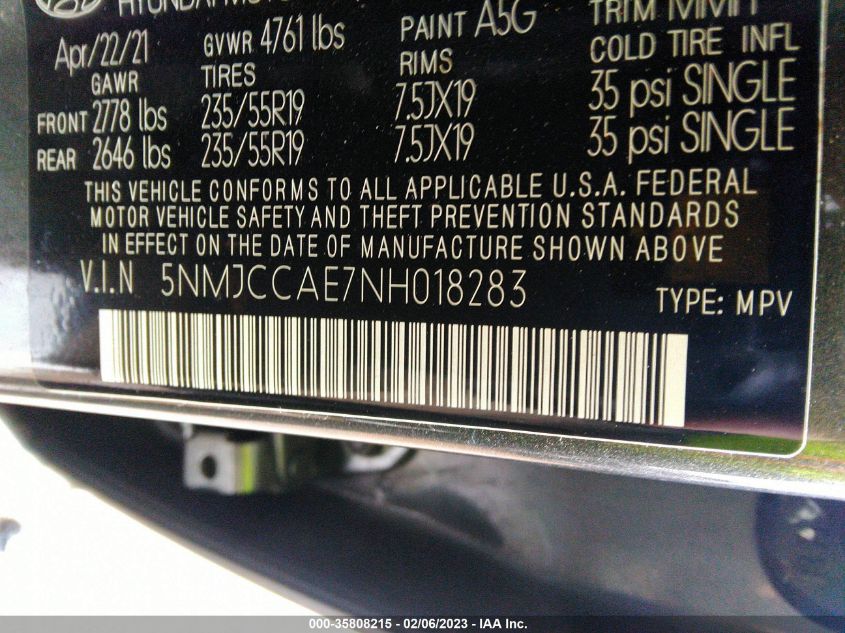 HYUNDAI MOTOR
Apr/22/21 GVWR 4761 lbs PAINT A5G TRIM
GAWR TIRES RIMS COLD TIRE INFL
FRONT 2778 lbs 235/55R19 7.5JX19 35 psi SINGLE
REAR 2646 lbs 235/55R19 7.5JX19 35 psi SINGLE
THIS VEHICLE CONFORMS TO ALL APPLICABLE U.S.A. FEDERAL
MOTOR VEHICLE SAFETY AND THEFT PREVENTION STANDARDS
IN EFFECT ON THE DATE OF MANUFACTURE SHOWN ABOVE.
V.I.N 5NMJCCAE7NH018283
TYPE: MPV
000-35808215 - 02/06/2023 - IAA Inc.